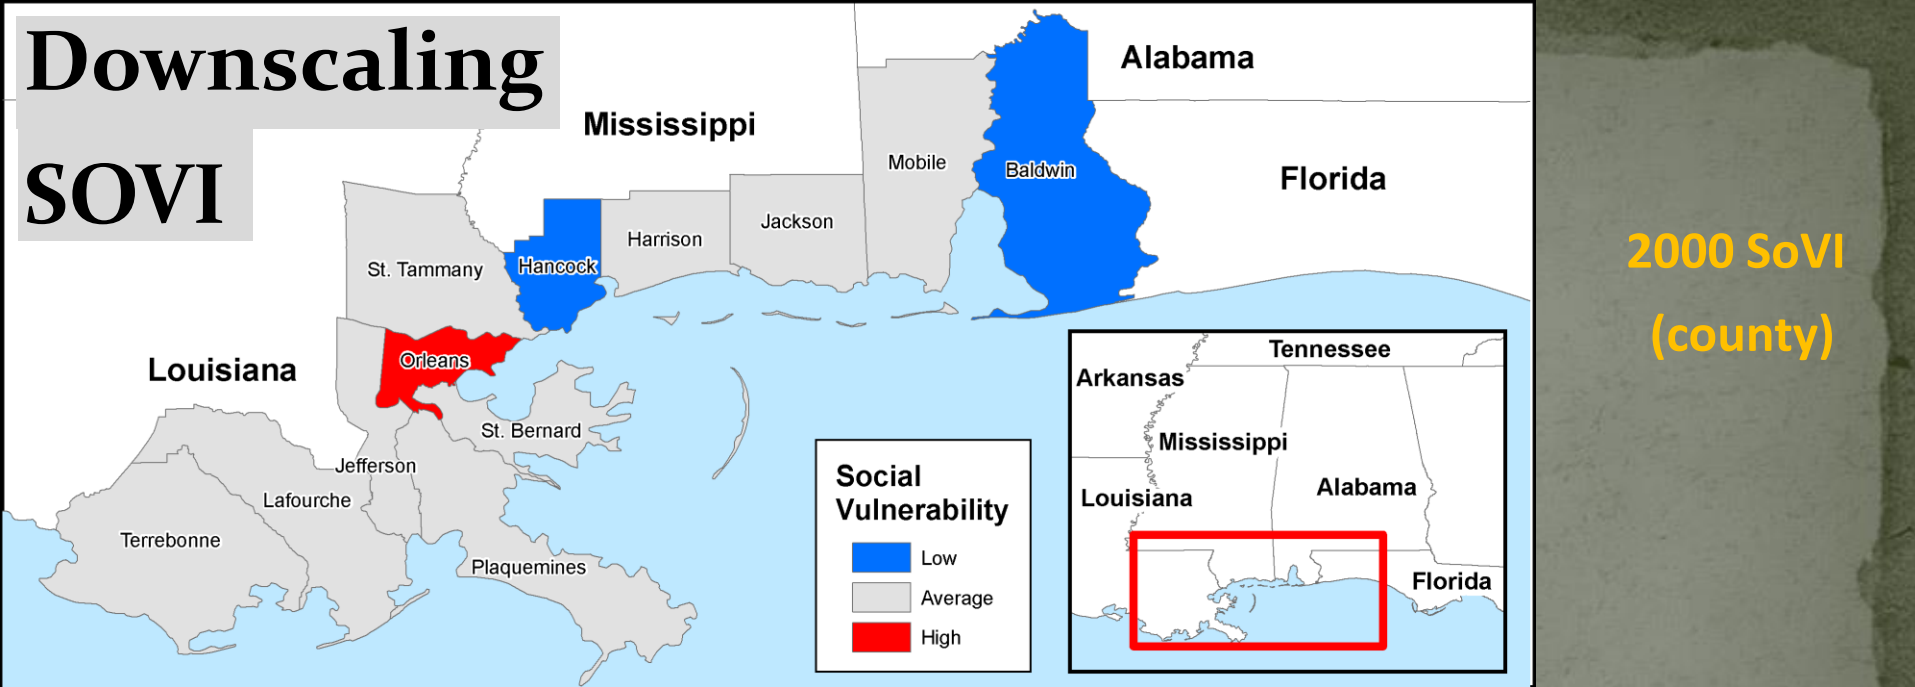 Downscaling
SOVI
Alabama
Mississippi
Florida
Mobile
Baldwin
Jackson
Harrison
Hancock
St. Tammany
Orleans
Louisiana
St. Bernard
Jefferson
Lafourche
Terrebonne
Plaquemines
Social
Vulnerability
Low
Average
High
Tennessee
Arkansas
Mississippi
Alabama
Louisiana
Florida
2000 SoVI
(county)